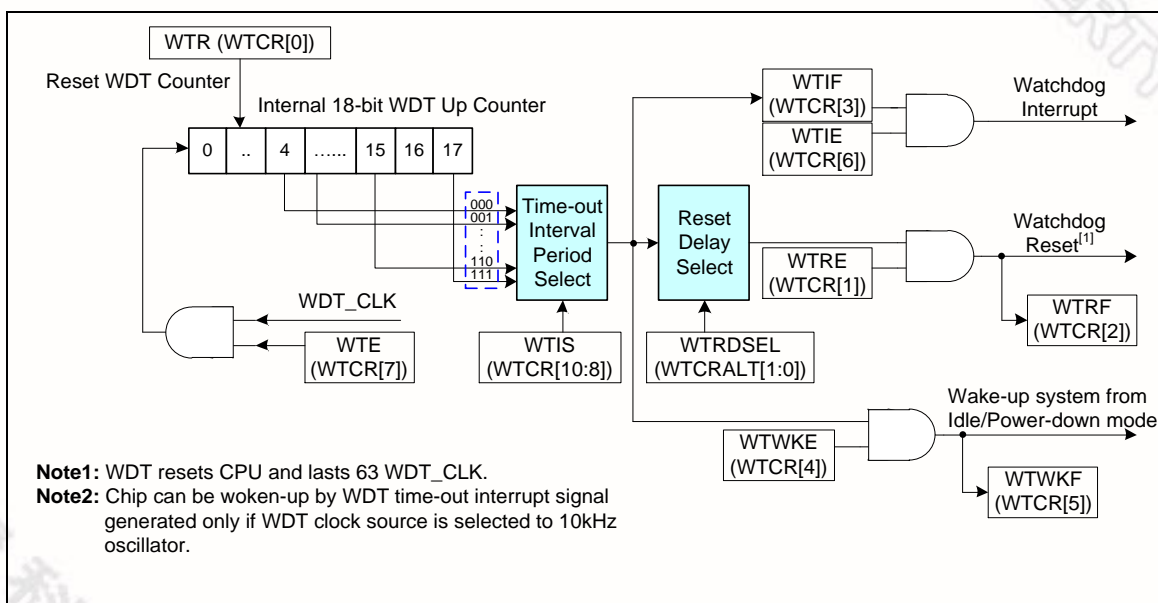 WTR (WTCR[0])
Reset WDT Counter
Internal 18-bit WDT Up Counter
0 .. 4 …... 15 16 17
000
001
:
:
110
111
Time-out
Interval
Period
Select
Reset
Delay
Select
WTIF
(WTCR[3])
WTIE
(WTCR[6])
Watchdog
Interrupt
WTRE
(WTCR[1])
Watchdog
Reset[1]
WTRF
(WTCR[2])
WDT_CLK
WTE
(WTCR[7])
WTIS
(WTCR[10:8])
WTRDSEL
(WTCRALT[1:0])
WTWKE
(WTCR[4])
Wake-up system from
Idle/Power-down mode
WTWKF
(WTCR[5])
Note1: WDT resets CPU and lasts 63 WDT_CLK.
Note2: Chip can be woken-up by WDT time-out interrupt signal
generated only if WDT clock source is selected to 10kHz
oscillator.